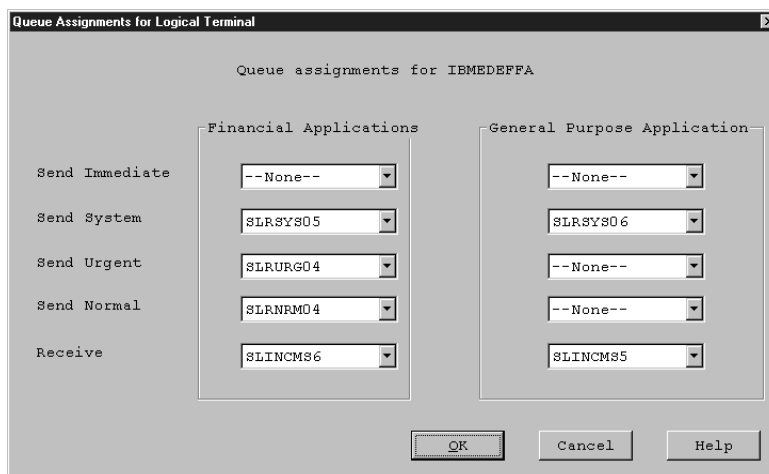 Queue Assignments for Logical Terminal
Queue assignments for IBMEDEFFA
Financial Applications General Purpose Application
Send Immediate --None-- --None--
Send System SLRSYS05 SLRSYS06
Send Urgent SLRURG04 --None--
Send Normal SLRNRM04 --None--
Receive SLINCMS6 SLINCMS5
OK Cancel Help